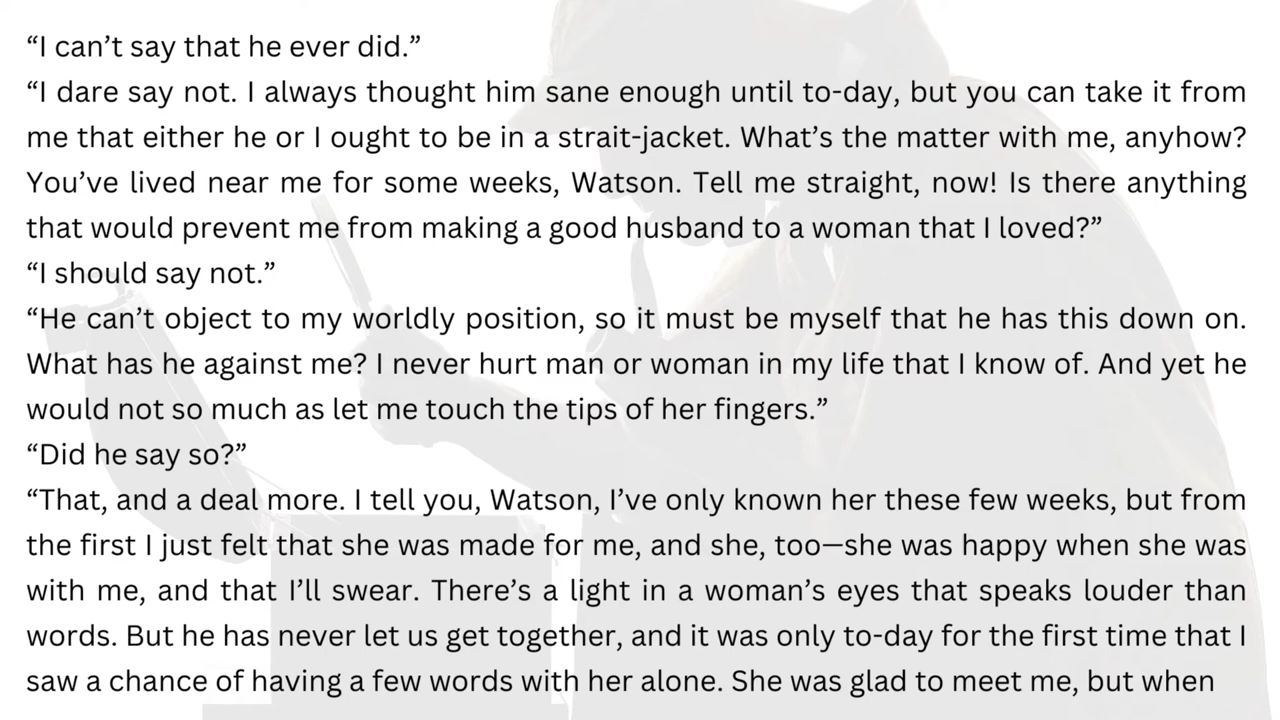 “I can’t say that he ever did.”
“I dare say not. I always thought him sane enough until to-day, but you can take it from
me that either he or I ought to be in a strait-jacket. What’s the matter with me, anyhow?
You’ve lived near me for some weeks, Watson. Tell me straight, now! Is there anything
that would prevent me from making a good husband to a woman that I loved?”
“I should say not.”
“He can’t object to my worldly position, so it must be myself that he has this down on.
What has he against me? I never hurt man or woman in my life that I know of. And yet he
would not so much as let me touch the tips of her fingers.”
“Did he say so?”
“That, and a deal more. I tell you, Watson, I’ve only known her these few weeks, but from
the first I just felt that she was made for me, and she, too—she was happy when she was
with me, and that I’ll swear. There’s a light in a woman’s eyes that speaks louder than
words. But he has never let us get together, and it was only to-day for the first time that I
saw a chance of having a few words with her alone. She was glad to meet me, but when